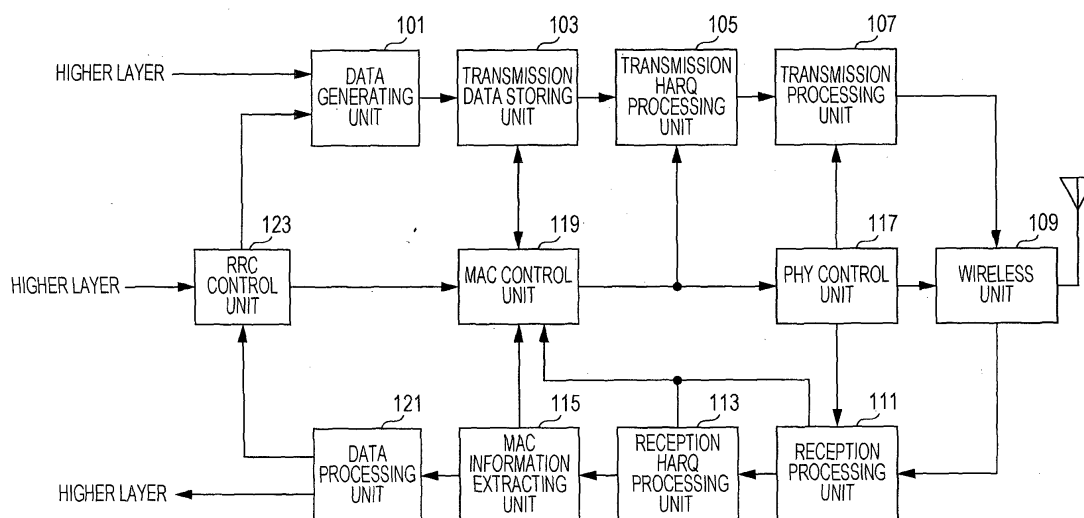 101
103
105
107
HIGHER LAYER
DATA
GENERATING
UNIT
TRANSMISSION
DATA STORING
UNIT
TRANSMISSION
HARQ
PROCESSING
UNIT
TRANSMISSION
PROCESSING
UNIT
123
119
117
109
HIGHER LAYER
RRC
CONTROL
UNIT
MAC CONTROL
UNIT
PHY CONTROL
UNIT
WIRELESS
UNIT
121
115
113
111
HIGHER LAYER
DATA
PROCESSING
UNIT
MAC
INFORMATION
EXTRACTING
UNIT
RECEPTION
HARQ
PROCESSING
UNIT
RECEPTION
PROCESSING
UNIT